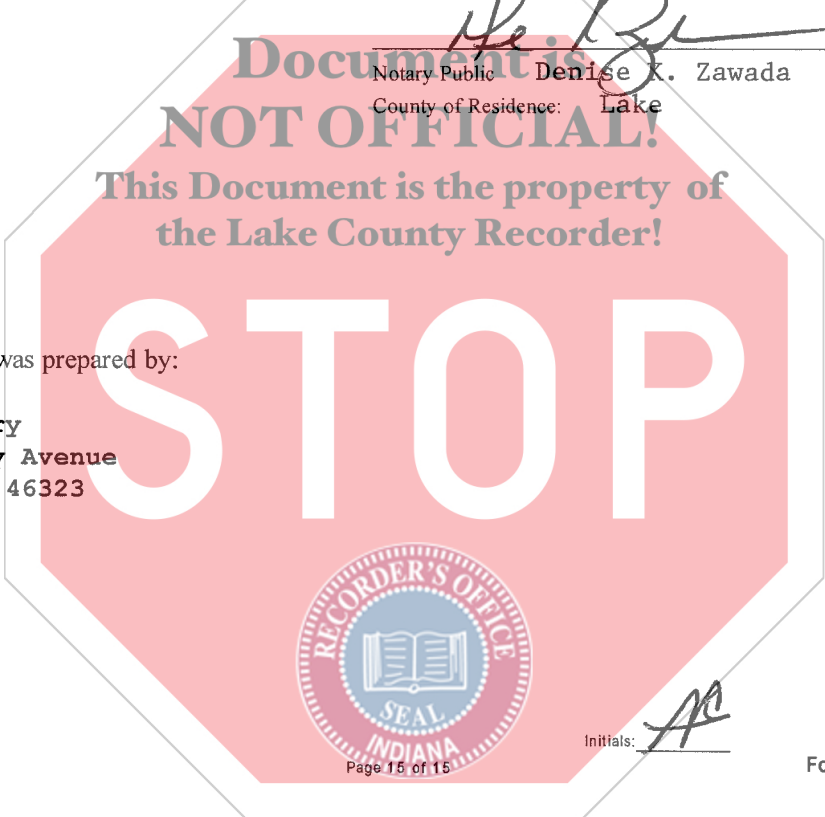 Document is
Notary Public Denise K. Zawada
County of Residence: Lake
NOT OFFICIAL!
This Document is the property of
the Lake County Recorder!
STOP
was prepared by:
Avenue
46323
RECORDER'S OFFICE
SEAL
INDIANA
Initials:
Page 15 of 15